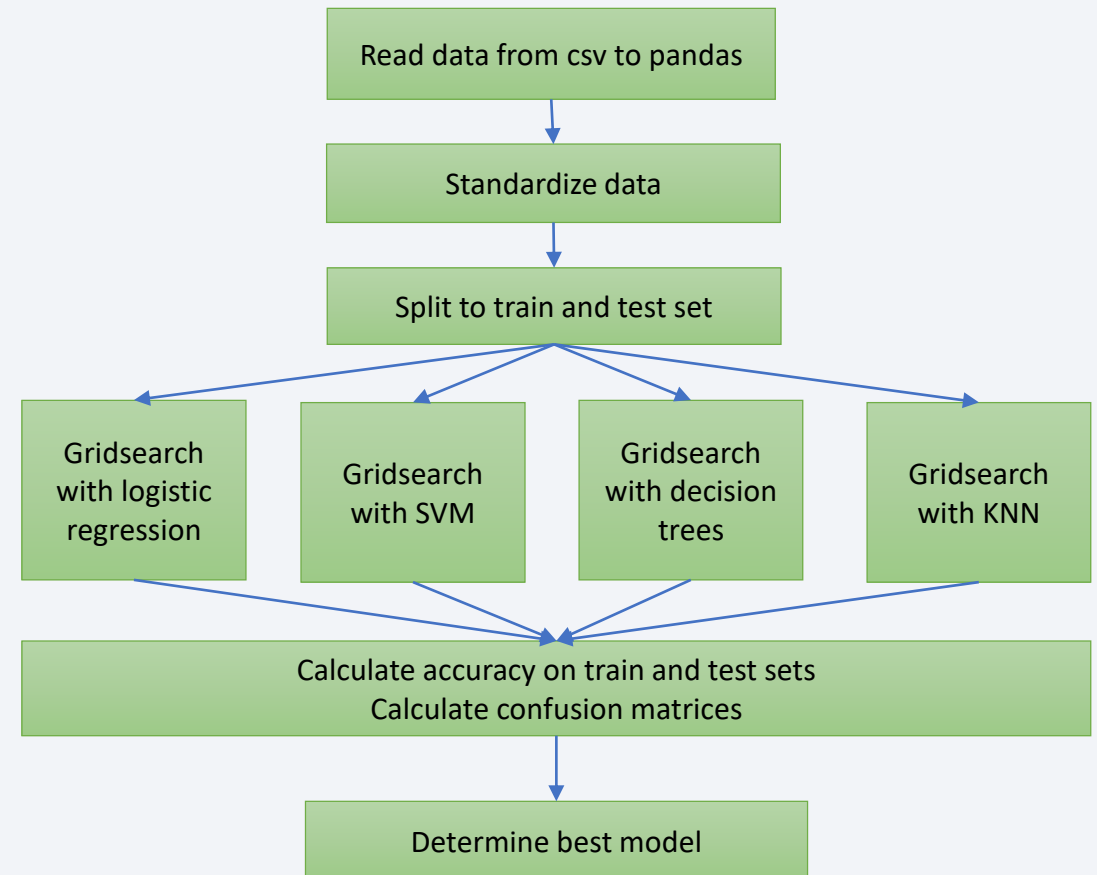 Read data from csv to pandas
Standardize data
Split to train and test set
Gridsearch
with logistic
regression
Gridsearch
with SVM
Gridsearch
with decision
trees
Gridsearch
with KNN
Calculate accuracy on train and test sets
Calculate confusion matrices
Determine best model